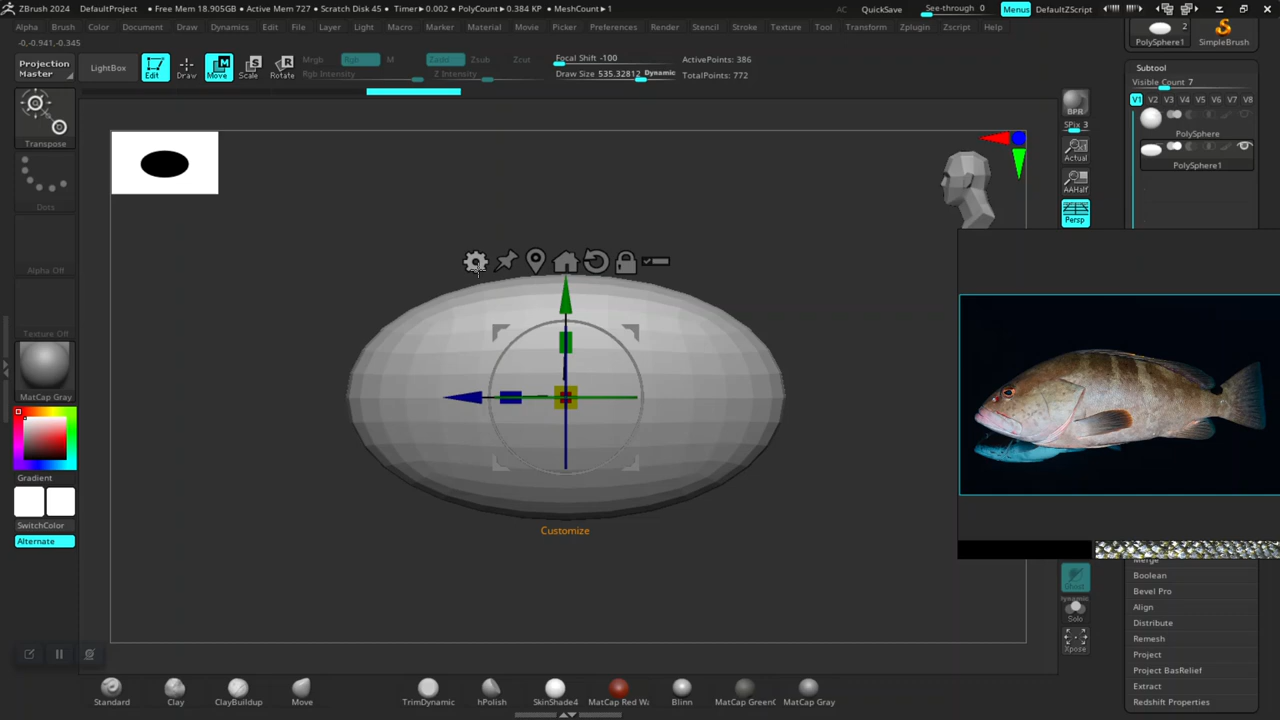 ZBrush 2024 DefaultProject • Free Mem 18.905GB • Active Mem 727 • Scratch Disk 45 • Timer▸0.002 • PolyCount▸0.384 KP • MeshCount▸1 AC QuickSave See-through 0 Menus DefaultZScript
Alpha Brush Color Document Draw Dynamics Edit File Layer Light Macro Marker Material Movie Picker Preferences Render Stencil Stroke Texture Tool Transform Zplugin Zscript Help
-0,-0.941,-0.345
Projection Master
LightBox
Edit
Draw
Move
Scale
Rotate
Mrgb Rgb M
Rgb Intensity
Zadd Zsub Zcut
Z Intensity
Focal Shift -100
Draw Size 535.32812 Dynamic
ActivePoints: 386
TotalPoints: 772
PolySphere1 2
SimpleBrush
Subtool
Visible Count 7
V1 V2 V3 V4 V5 V6 V7 V8
PolySphere
PolySphere1
BPR
SPix 3
Actual
AAHalf
Persp
Transpose
Dots
Alpha Off
Texture Off
MatCap Gray
Gradient
SwitchColor
Alternate
Customize
Ghost
Solo
Xpose
Merge
Boolean
Bevel Pro
Align
Distribute
Remesh
Project
Project BasRelief
Extract
Redshift Properties
Standard Clay ClayBuildup Move TrimDynamic hPolish SkinShade4 MatCap Red Wa Blinn MatCap GreenC MatCap Gray